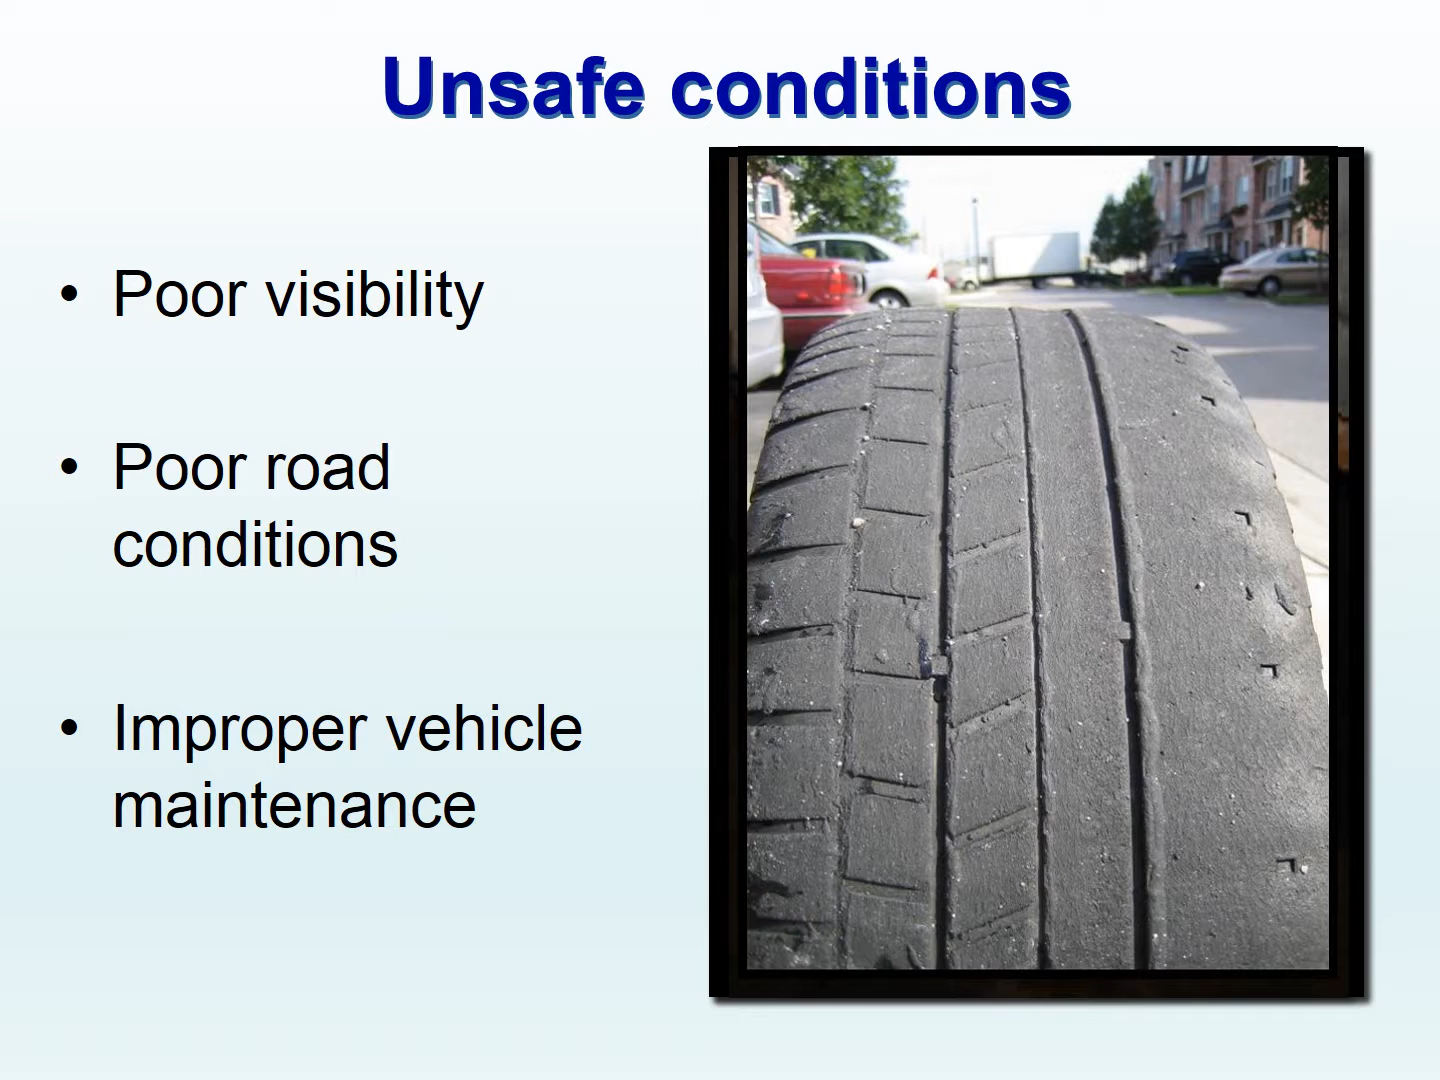 Unsafe conditions
• Poor visibility
• Poor road
conditions
• Improper vehicle
maintenance